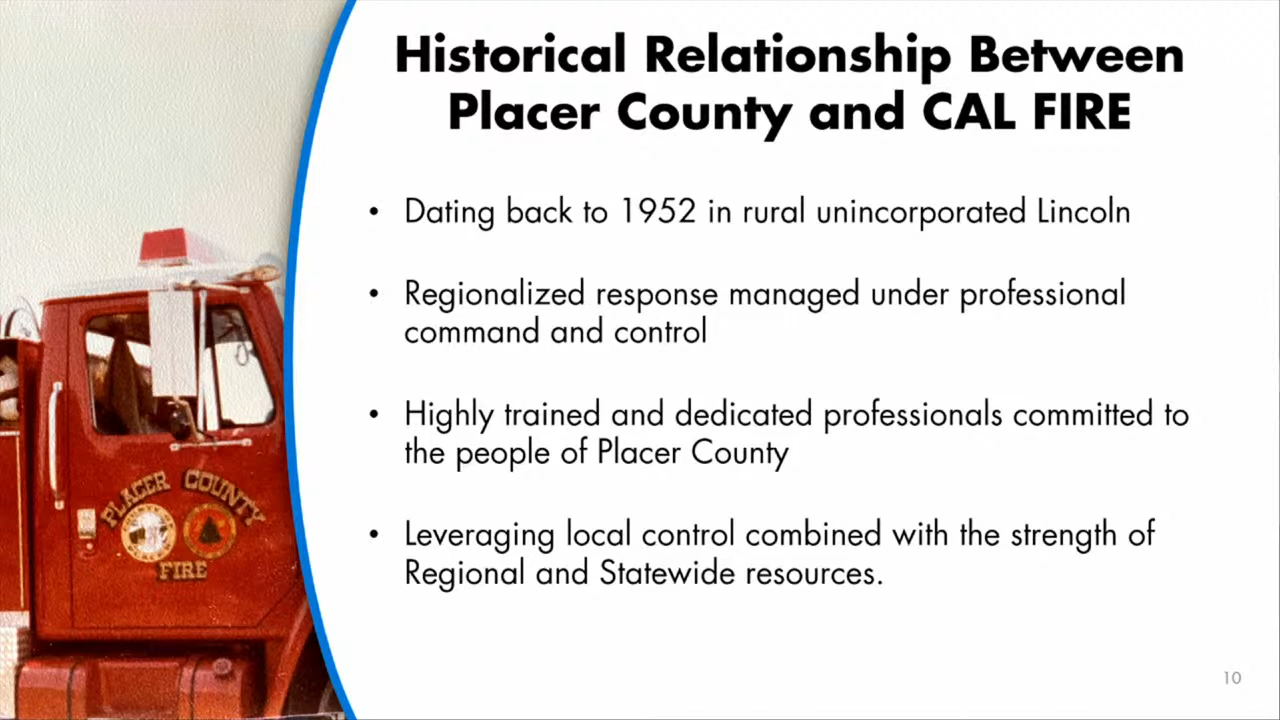 Historical Relationship Between
Placer County and CAL FIRE
• Dating back to 1952 in rural unincorporated Lincoln
• Regionalized response managed under professional
command and control
• Highly trained and dedicated professionals committed to
the people of Placer County
• Leveraging local control combined with the strength of
Regional and Statewide resources.
PLACER COUNTY
FIRE
10